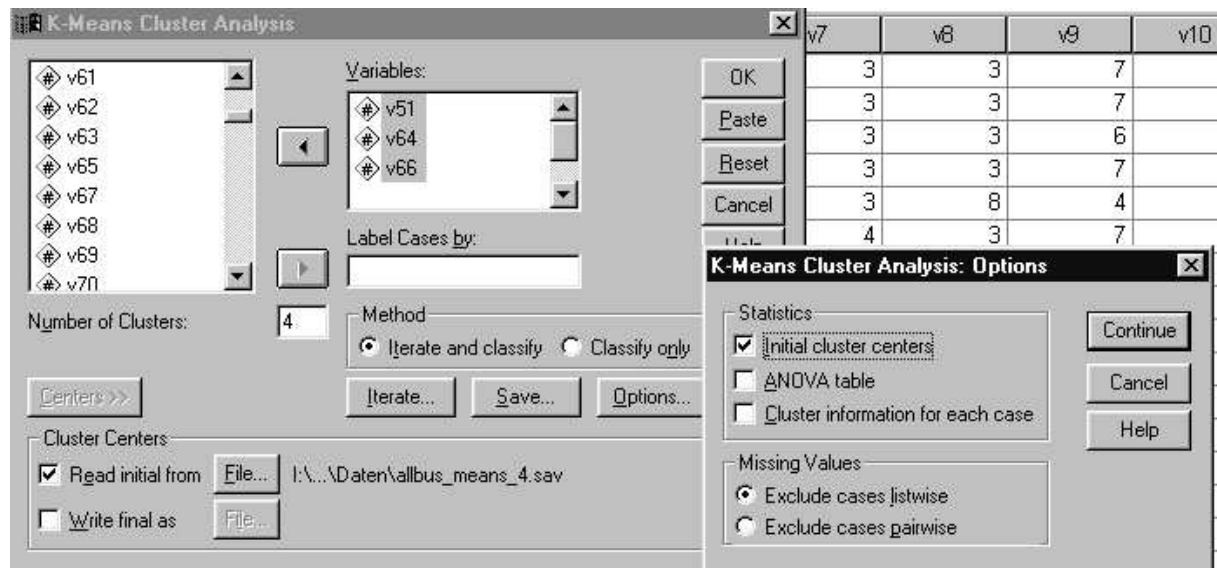 K-Means Cluster Analysis
v61
v62
v63
v65
v67
v68
v69
v70
Variables:
v51
v64
v66
OK
Paste
Reset
Cancel
Help
Label Cases by:
Number of Clusters: 4
Method
Iterate and classify Classify only
Centers >>
Iterate... Save... Options...
Cluster Centers
Read initial from File... I:\...\Daten\allbus_means_4.sav
Write final as File...
v7 v8 v9 v10
3 3 7
3 3 7
3 3 6
3 3 7
3 8 4
4 3 7
K-Means Cluster Analysis: Options
Statistics
Initial cluster centers
ANOVA table
Cluster information for each case
Missing Values
Exclude cases listwise
Exclude cases pairwise
Continue
Cancel
Help